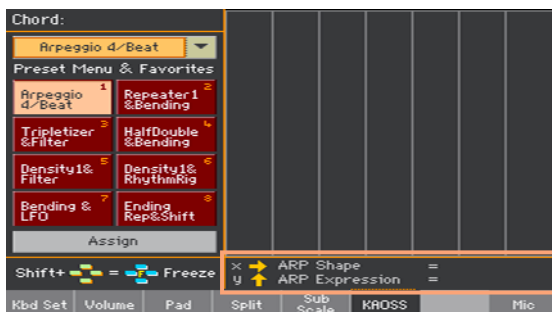 Chord:
Arpeggio 4/Beat
Preset Menu & Favorites
Arpeggio 4/Beat 1
Repeater1 &Bending 2
Tripletizer &Filter 3
HalfDouble &Bending 4
Density1& Filter 5
Density1& RhythmRig 6
Bending & LFO 7
Ending Rep&Shift 8
Assign
Shift+ = F Freeze
x ARP Shape =
y ARP Expression =
Kbd Set Volume Pad Split Sub Scale KAOSS Mic